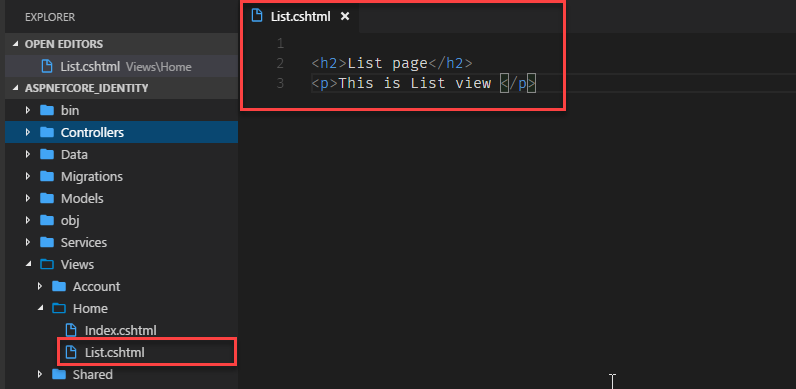 EXPLORER
OPEN EDITORS
List.cshtml Views\Home
ASPNETCORE_IDENTITY
bin
Controllers
Data
Migrations
Models
obj
Services
Views
Account
Home
Index.cshtml
List.cshtml
Shared
List.cshtml
1
2 <h2>List page</h2>
3 <p>This is List view </p>